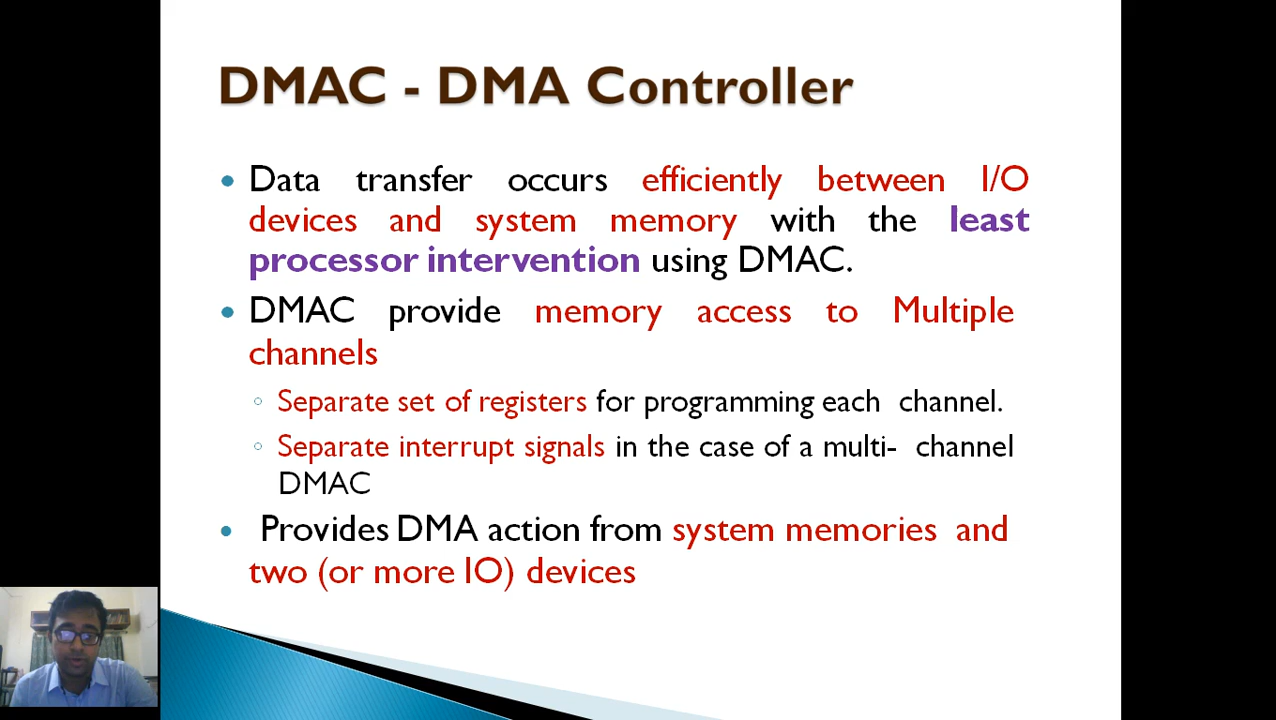 DMAC - DMA Controller
Data transfer occurs efficiently between I/O
devices and system memory with the least
processor intervention using DMAC.
DMAC provide memory access to Multiple
channels
Separate set of registers for programming each channel.
Separate interrupt signals in the case of a multi- channel
DMAC
Provides DMA action from system memories and
two (or more IO) devices